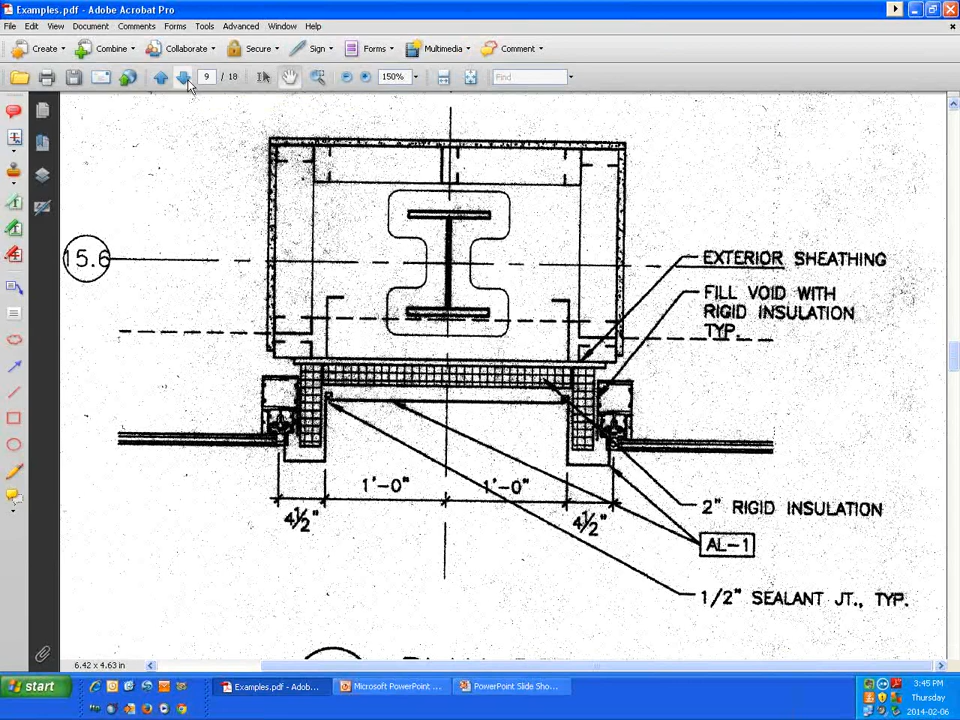 Examples.pdf - Adobe Acrobat Pro
File Edit View Document Comments Forms Tools Advanced Window Help
Create Combine Collaborate Secure Sign Forms Multimedia Comment
9 / 18 150% Find
15.6
EXTERIOR SHEATHING
FILL VOID WITH
RIGID INSULATION
TYP.
1'-0" 1'-0"
4½" 4½"
2" RIGID INSULATION
AL-1
1/2" SEALANT JT., TYP.
6.42 x 4.63 in
start Examples.pdf - Adob... Microsoft PowerPoint ... PowerPoint Slide Sho...
3:45 PM
Thursday
2014-02-06